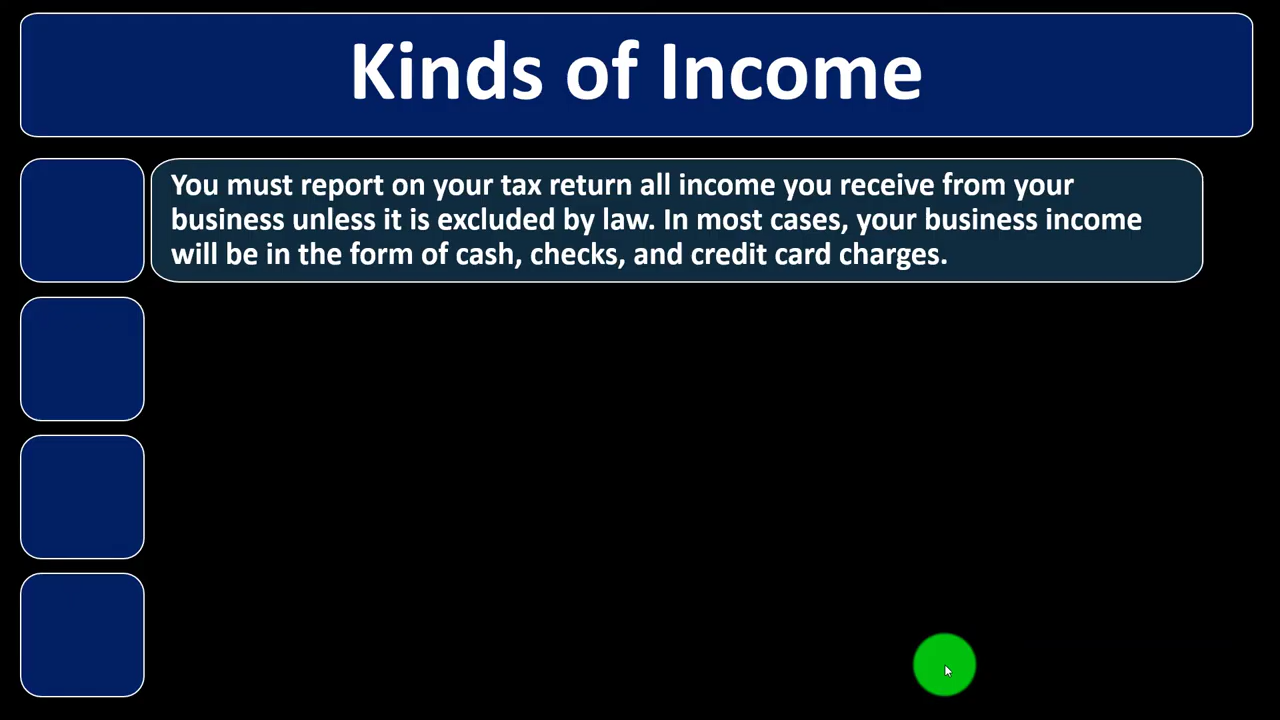 Kinds of Income
You must report on your tax return all income you receive from your
business unless it is excluded by law. In most cases, your business income
will be in the form of cash, checks, and credit card charges.